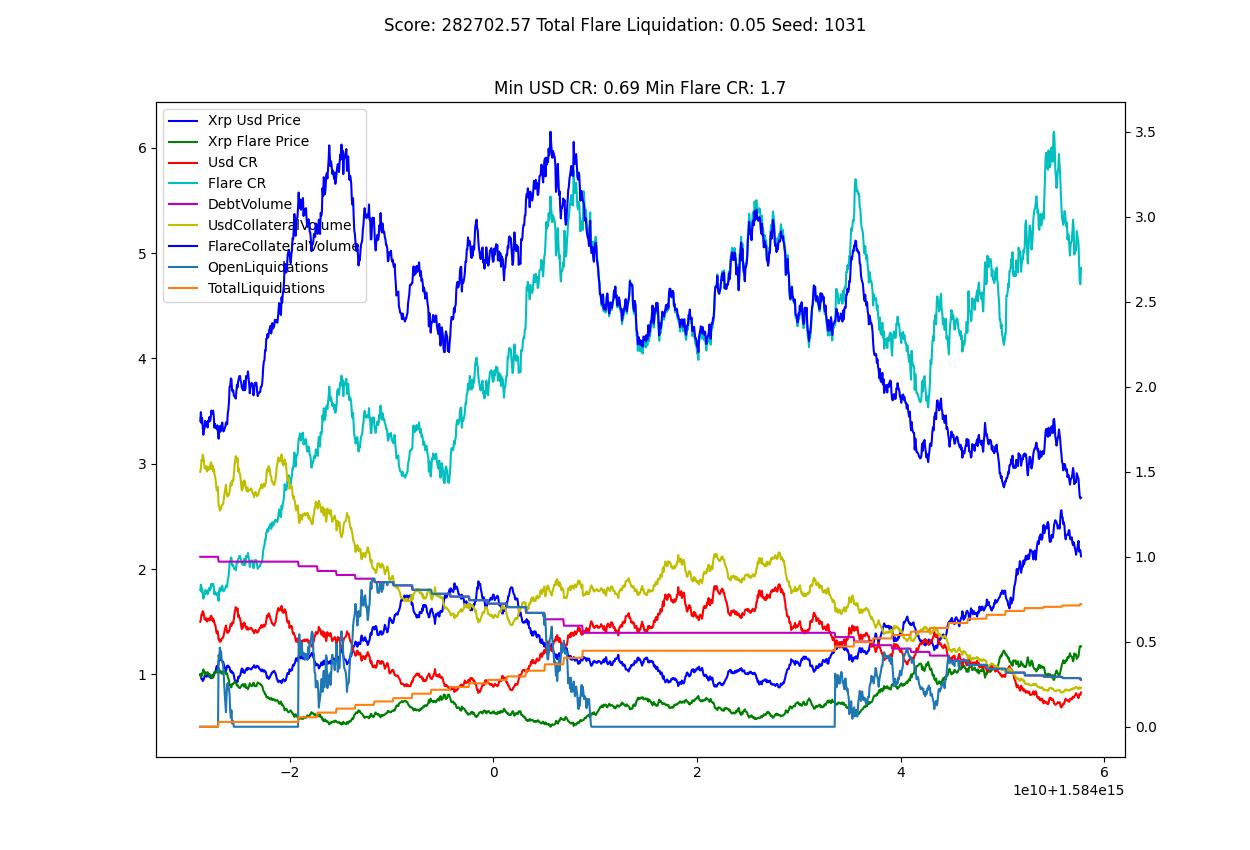 Score: 282702.57 Total Flare Liquidation: 0.05 Seed: 1031
Min USD CR: 0.69 Min Flare CR: 1.7
Xrp Usd Price
Xrp Flare Price
Usd CR
Flare CR
DebtVolume
UsdCollateralVolume
FlareCollateralVolume
OpenLiquidations
TotalLiquidations
6
5
4
3
2
1
3.5
3.0
2.5
2.0
1.5
1.0
0.5
0.0
−2
0
2
4
6
1e10+1.584e15